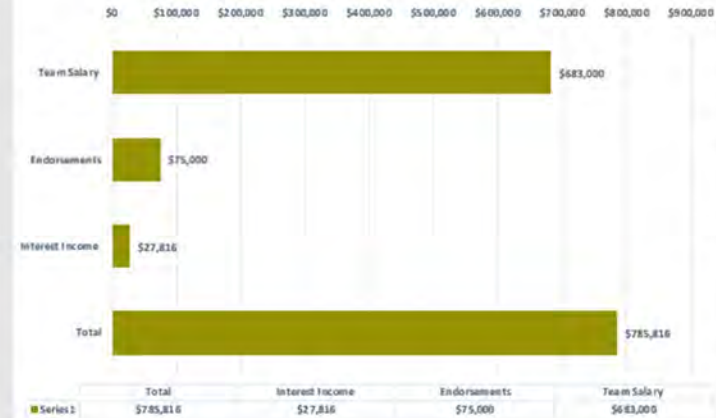 $0 $100,000 $200,000 $300,000 $400,000 $500,000 $600,000 $700,000 $800,000 $900,000
Team Salary $683,000
Endorsements $75,000
Interest Income $27,816
Total $785,816
Total Interest Income Endorsements Team Salary
Series1 $785,816 $27,816 $75,000 $683,000